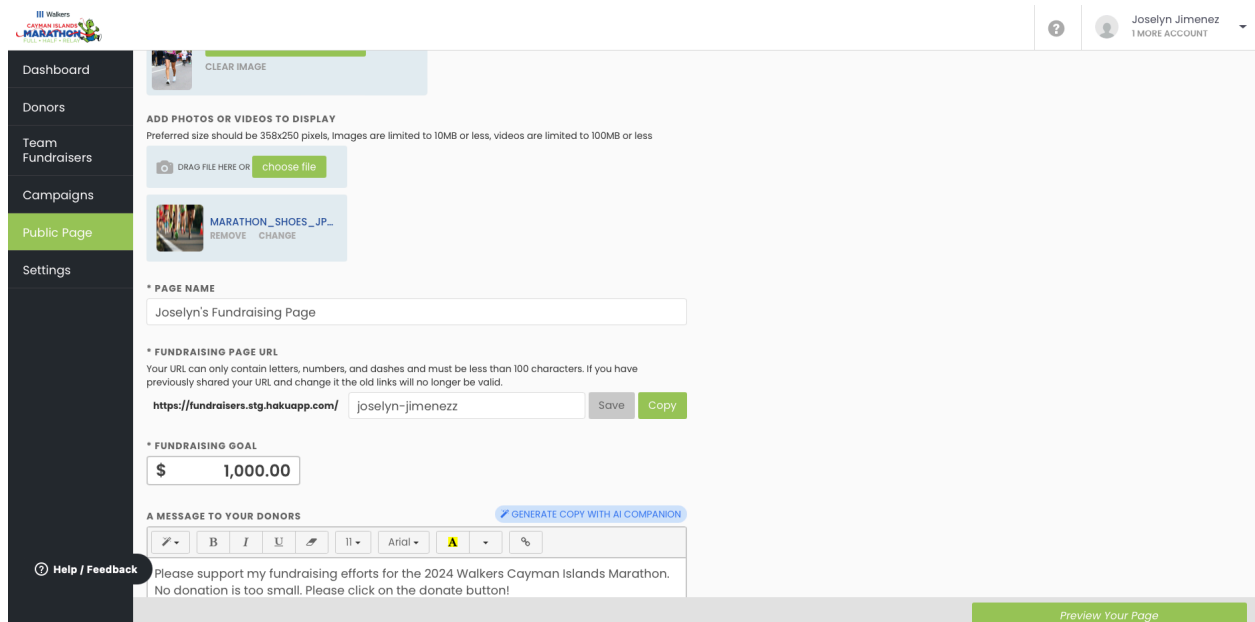 Walkers
CAYMAN ISLANDS
MARATHON
FULL • HALF • RELAY
Joselyn Jimenez
1 MORE ACCOUNT
Dashboard
Donors
Team
Fundraisers
Campaigns
Public Page
Settings
Help / Feedback
CLEAR IMAGE
ADD PHOTOS OR VIDEOS TO DISPLAY
Preferred size should be 358x250 pixels, Images are limited to 10MB or less, videos are limited to 100MB or less
DRAG FILE HERE OR choose file
MARATHON_SHOES_JP...
REMOVE CHANGE
* PAGE NAME
Joselyn's Fundraising Page
* FUNDRAISING PAGE URL
Your URL can only contain letters, numbers, and dashes and must be less than 100 characters. If you have
previously shared your URL and change it the old links will no longer be valid.
https://fundraisers.stg.hakuapp.com/ joselyn-jimenezz Save Copy
* FUNDRAISING GOAL
$ 1,000.00
A MESSAGE TO YOUR DONORS GENERATE COPY WITH AI COMPANION
B I U 11 Arial A
Please support my fundraising efforts for the 2024 Walkers Cayman Islands Marathon.
No donation is too small. Please click on the donate button!
Preview Your Page